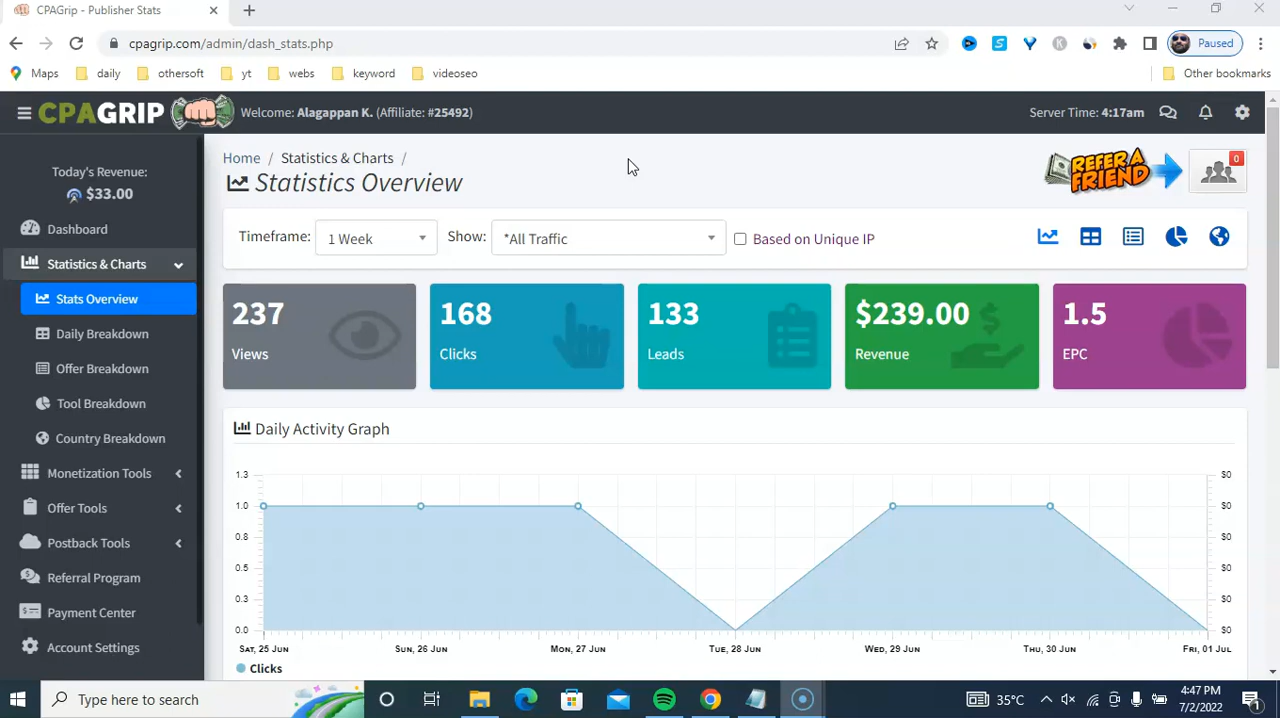 CPAGrip - Publisher Stats
cpagrip.com/admin/dash_stats.php
Paused
Maps
daily
othersoft
yt
webs
keyword
videoseo
Other bookmarks
CPAGRIP
Welcome: Alagappan K. (Affiliate: #25492)
Server Time: 4:17am
Today's Revenue:
$33.00
Dashboard
Statistics & Charts
Stats Overview
Daily Breakdown
Offer Breakdown
Tool Breakdown
Country Breakdown
Monetization Tools
Offer Tools
Postback Tools
Referral Program
Payment Center
Account Settings
Home / Statistics & Charts /
Statistics Overview
REFER A FRIEND
0
Timeframe: 1 Week Show: *All Traffic Based on Unique IP
237
Views
168
Clicks
133
Leads
$239.00
Revenue
1.5
EPC
Daily Activity Graph
1.3 $0
1.0 $0
0.8 $0
0.5 $0
0.3 $0
0.0 $0
SAT, 25 JUN SUN, 26 JUN MON, 27 JUN TUE, 28 JUN WED, 29 JUN THU, 30 JUN FRI, 01 JUL
Clicks
Type here to search
35°C
4:47 PM
7/2/2022
1